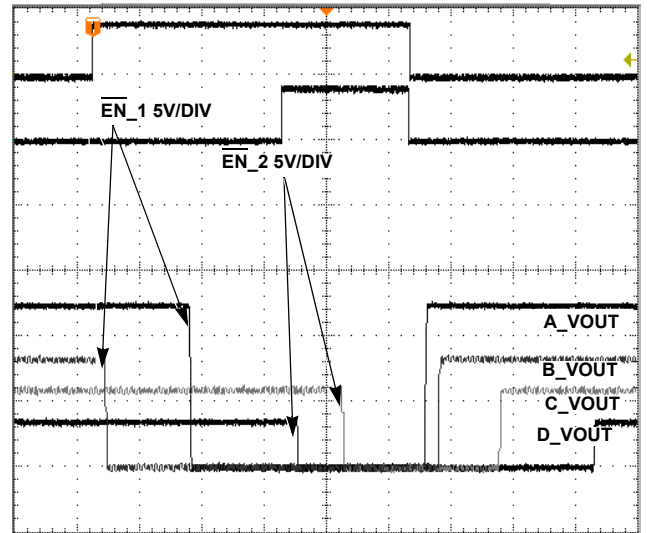 EN_1 5V/DIV
EN_2 5V/DIV
A_VOUT
B_VOUT
C_VOUT
D_VOUT